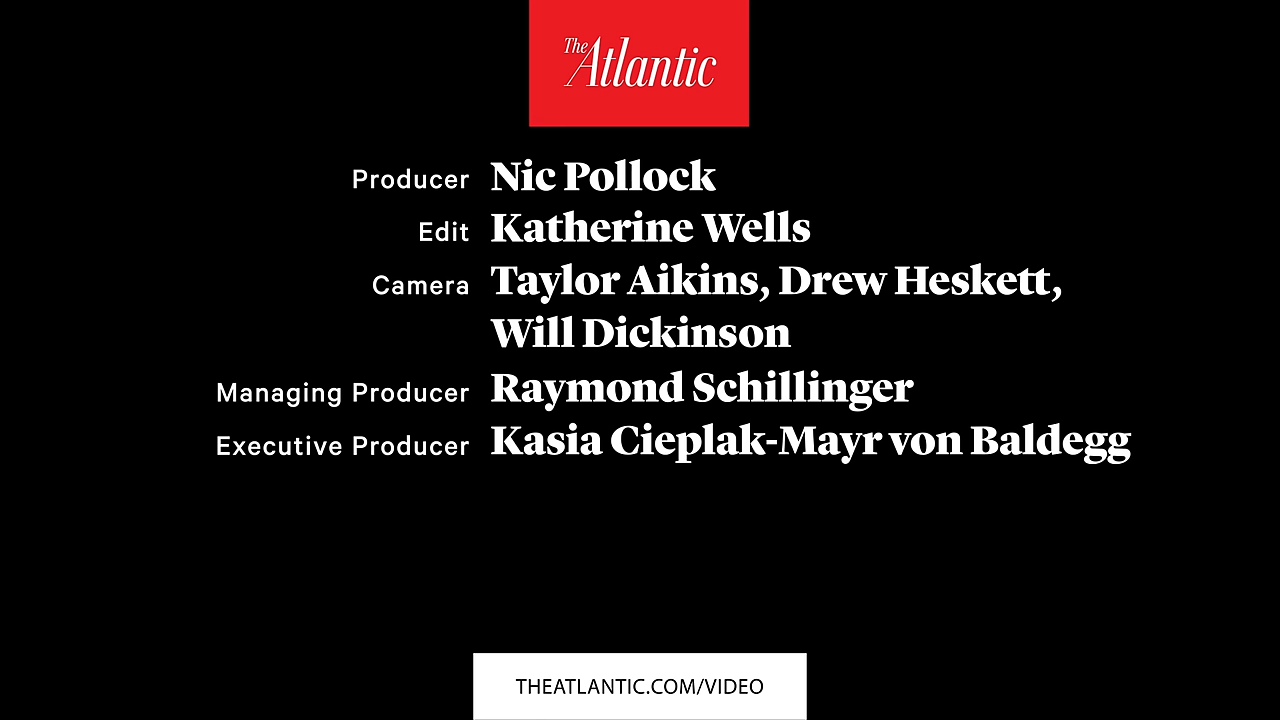 The Atlantic
Producer Nic Pollock
Edit Katherine Wells
Camera Taylor Aikins, Drew Heskett,
Will Dickinson
Managing Producer Raymond Schillinger
Executive Producer Kasia Cieplak-Mayr von Baldegg
THEATLANTIC.COM/VIDEO